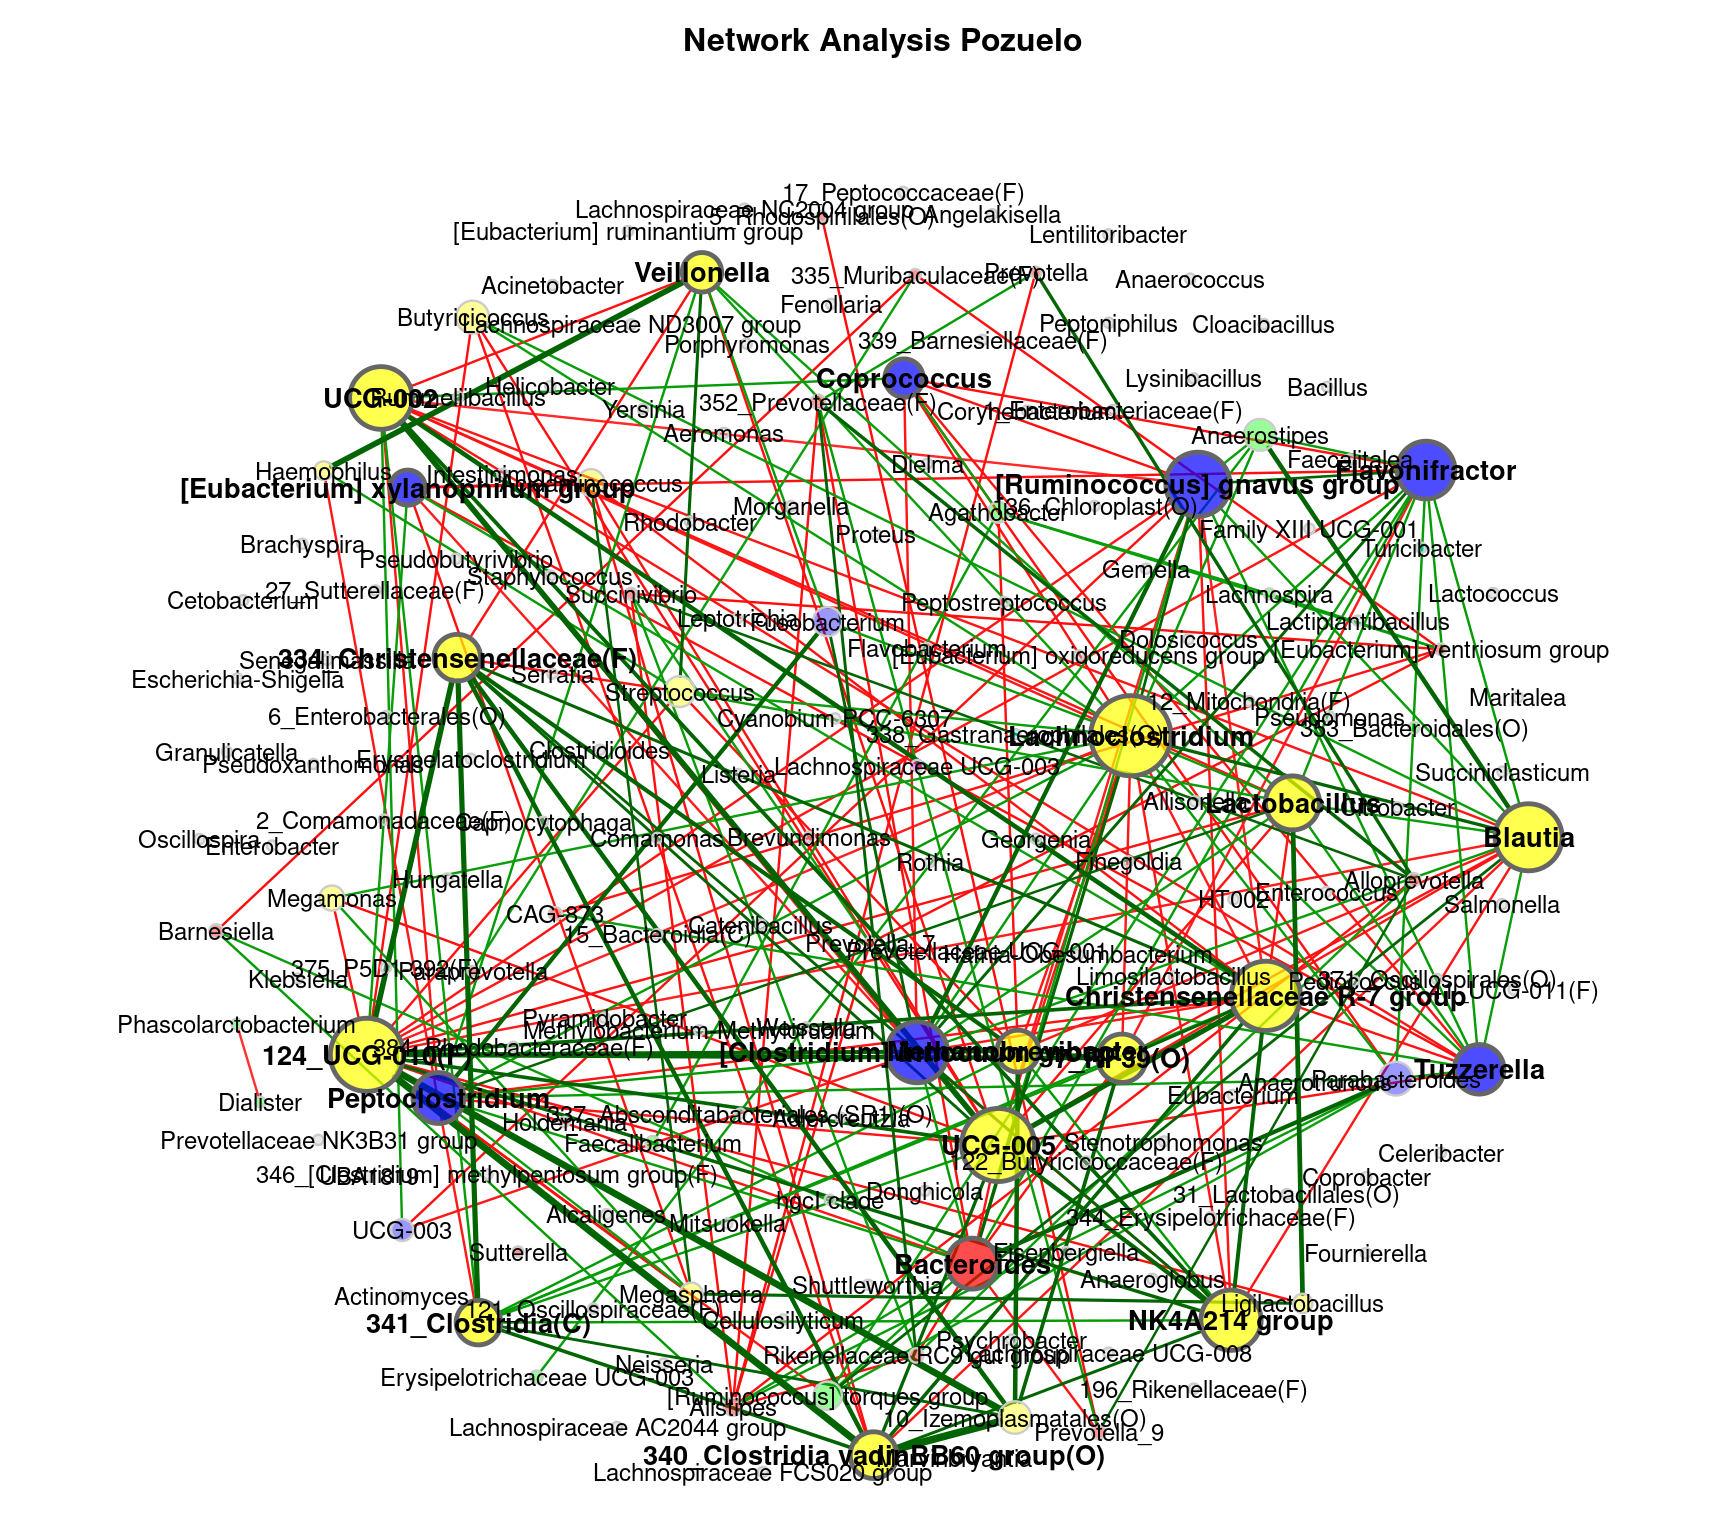 Network Analysis Pozuelo
17_Peptococcaceae(F)
Lachnospiraceae NC2004 group
5_Rhodospirillales(O)
Angelakisella
[Eubacterium] ruminantium group
Lentilitoribacter
Veillonella
335_Muribaculaceae(F)
Prevotella
Anaerococcus
Acinetobacter
Fenollaria
Butyricicoccus
Lachnospiraceae ND3007 group
Peptoniphilus
Cloacibacillus
Porphyromonas
339_Barnesiellaceae(F)
Coprococcus
Lysinibacillus
Bacillus
Helicobacter
UCG-002
Rummeliibacillus
Yersinia
352_Prevotellaceae(F)
Corynebacterium
1_Enterobacteriaceae(F)
Aeromonas
Anaerostipes
Faecalitalea
Flavonifractor
Haemophilus
Intestinimonas
Dielma
[Eubacterium] xylanophilum group
Acidaminococcus
[Ruminococcus] gnavus group
Morganella
Agathobacter
136_Chloroplast(O)
Rhodobacter
Proteus
Family XIII UCG-001
Brachyspira
Turicibacter
Pseudobutyrivibrio
Gemella
Staphylococcus
27_Sutterellaceae(F)
Succinivibrio
Lachnospira
Lactococcus
Cetobacterium
Peptostreptococcus
Leptotrichia
Fusobacterium
Lactiplantibacillus
Dolosicoccus
Flavobacterium
[Eubacterium] oxidoreducens group
[Eubacterium] ventriosum group
334_Christensenellaceae(F)
Senegalimassilia
Serratia
Escherichia-Shigella
Streptococcus
Maritalea
12_Mitochondria(F)
6_Enterobacterales(O)
Cyanobium PCC-6307
Pseudomonas
353_Bacteroidales(O)
338_Gastranaerophilales(O)
Lachnoclostridium
Granulicatella
Clostridioides
Pseudoxanthomonas
Erysipelatoclostridium
Listeria
Lachnospiraceae UCG-003
Succiniclasticum
Allisonella
Lactobacillus
Citrobacter
2_Comamonadaceae(F)
Capnocytophaga
Oscillospira
Enterobacter
Comamonas
Brevundimonas
Georgenia
Blautia
Rothia
Finegoldia
Hungatella
Alloprevotella
Megamonas
HT002
Enterococcus
Salmonella
CAG-873
Barnesiella
15_Bacteroidia(C)
Catenibacillus
Prevotella_7
Prevotellaceae UCG-001
Hafnia-Obesumbacterium
375_P5D1-392(F)
Klebsiella
Paraprevotella
Limosilactobacillus
Pediococcus
371_Oscillospirales(O)
UCG-011(F)
Christensenellaceae R-7 group
Phascolarctobacterium
Pyramidobacter
Methylobacterium-Methylorubrum
Weissella
124_UCG-010(F)
384_Rhodobacteraceae(F)
[Clostridium] innocuum group
Methanobrevibacter
7_RF39(O)
Tuzzerella
Parabacteroides
Anaerotruncus
Eubacterium
Peptoclostridium
Dialister
337_Absconditabacteriales (SR1)(O)
Adlercreutzia
Holdemania
Prevotellaceae NK3B31 group
Faecalibacterium
UCG-005
Stenotrophomonas
Celeribacter
122_Butyricicoccaceae(F)
346_[Clostridium] methylpentosum group(F)
UBA1819
Coprobacter
Donghicola
31_Lactobacillales(O)
hgcI clade
Alcaligenes
Mitsuokella
344_Erysipelotrichaceae(F)
UCG-003
Sutterella
Eisenbergiella
Fournierella
Bacteroides
Anaeroglobus
Shuttleworthia
Actinomyces
Megasphaera
121_Oscillospiraceae(F)
Ligilactobacillus
341_Clostridia(C)
Cellulosilyticum
NK4A214 group
Psychrobacter
Rikenellaceae RC9 gut group
Lachnospiraceae UCG-008
Neisseria
Erysipelotrichaceae UCG-003
196_Rikenellaceae(F)
[Ruminococcus] torques group
Alistipes
10_Izemoplasmatales(O)
Lachnospiraceae AC2044 group
Prevotella_9
340_Clostridia vadinBB60 group(O)
Marvinbryantia
Lachnospiraceae FCS020 group